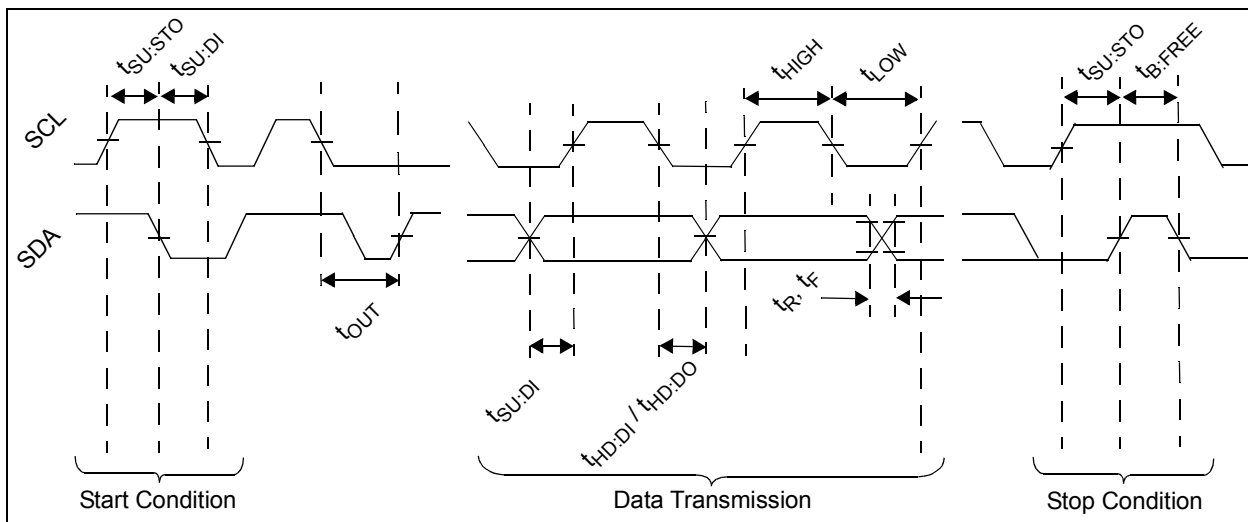 tSU:STO
tSU:DI
tHIGH
tLOW
tSU:STO
tB:FREE
SCL
SDA
tOUT
tR, tF
tSU:DI
tHD:DI / tHD:DO
Start Condition
Data Transmission
Stop Condition